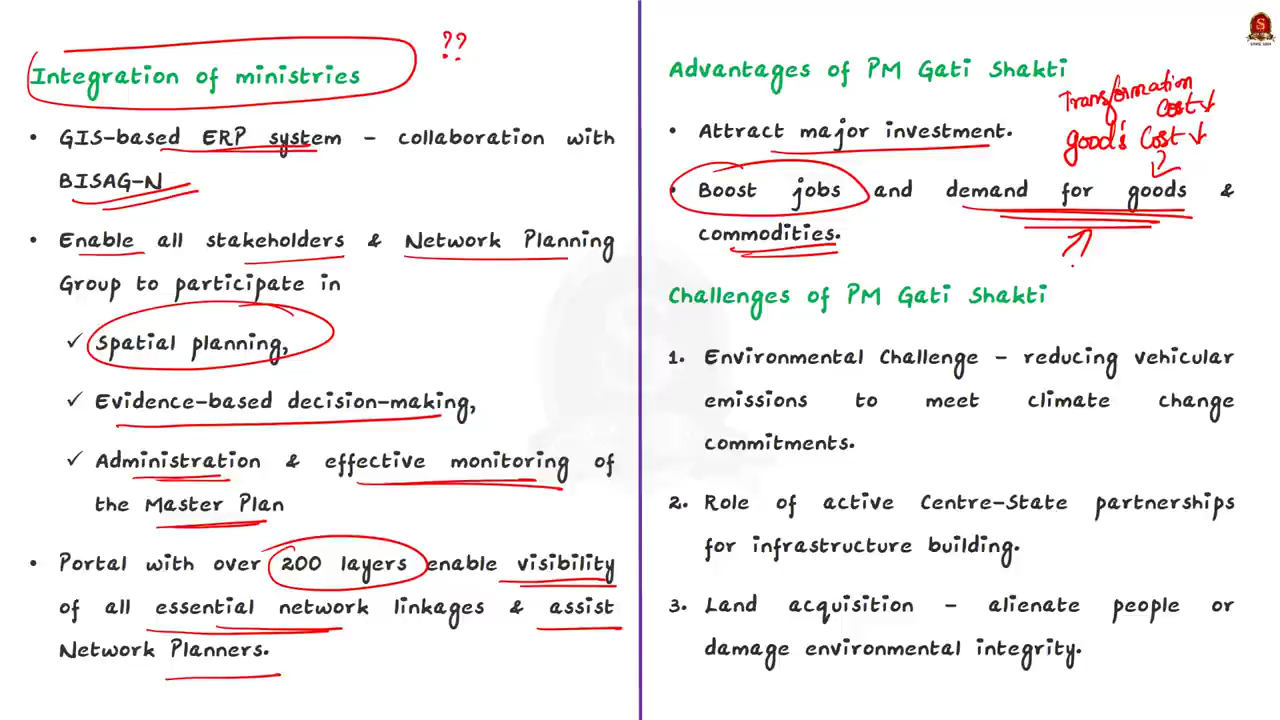 Integration of ministries
??
• GIS-based ERP system – collaboration with
BISAG-N
• Enable all stakeholders & Network Planning
Group to participate in
✓ Spatial planning,
✓ Evidence-based decision-making,
✓ Administration & effective monitoring of
the Master Plan
• Portal with over 200 layers enable visibility
of all essential network linkages & assist
Network Planners.
Advantages of PM Gati Shakti
Transformation
Cost ↓
• Attract major investment.
good's Cost ↓
?
• Boost jobs and demand for goods &
commodities.
Challenges of PM Gati Shakti
1. Environmental Challenge – reducing vehicular
emissions to meet climate change
commitments.
2. Role of active Centre-State partnerships
for infrastructure building.
3. Land acquisition – alienate people or
damage environmental integrity.